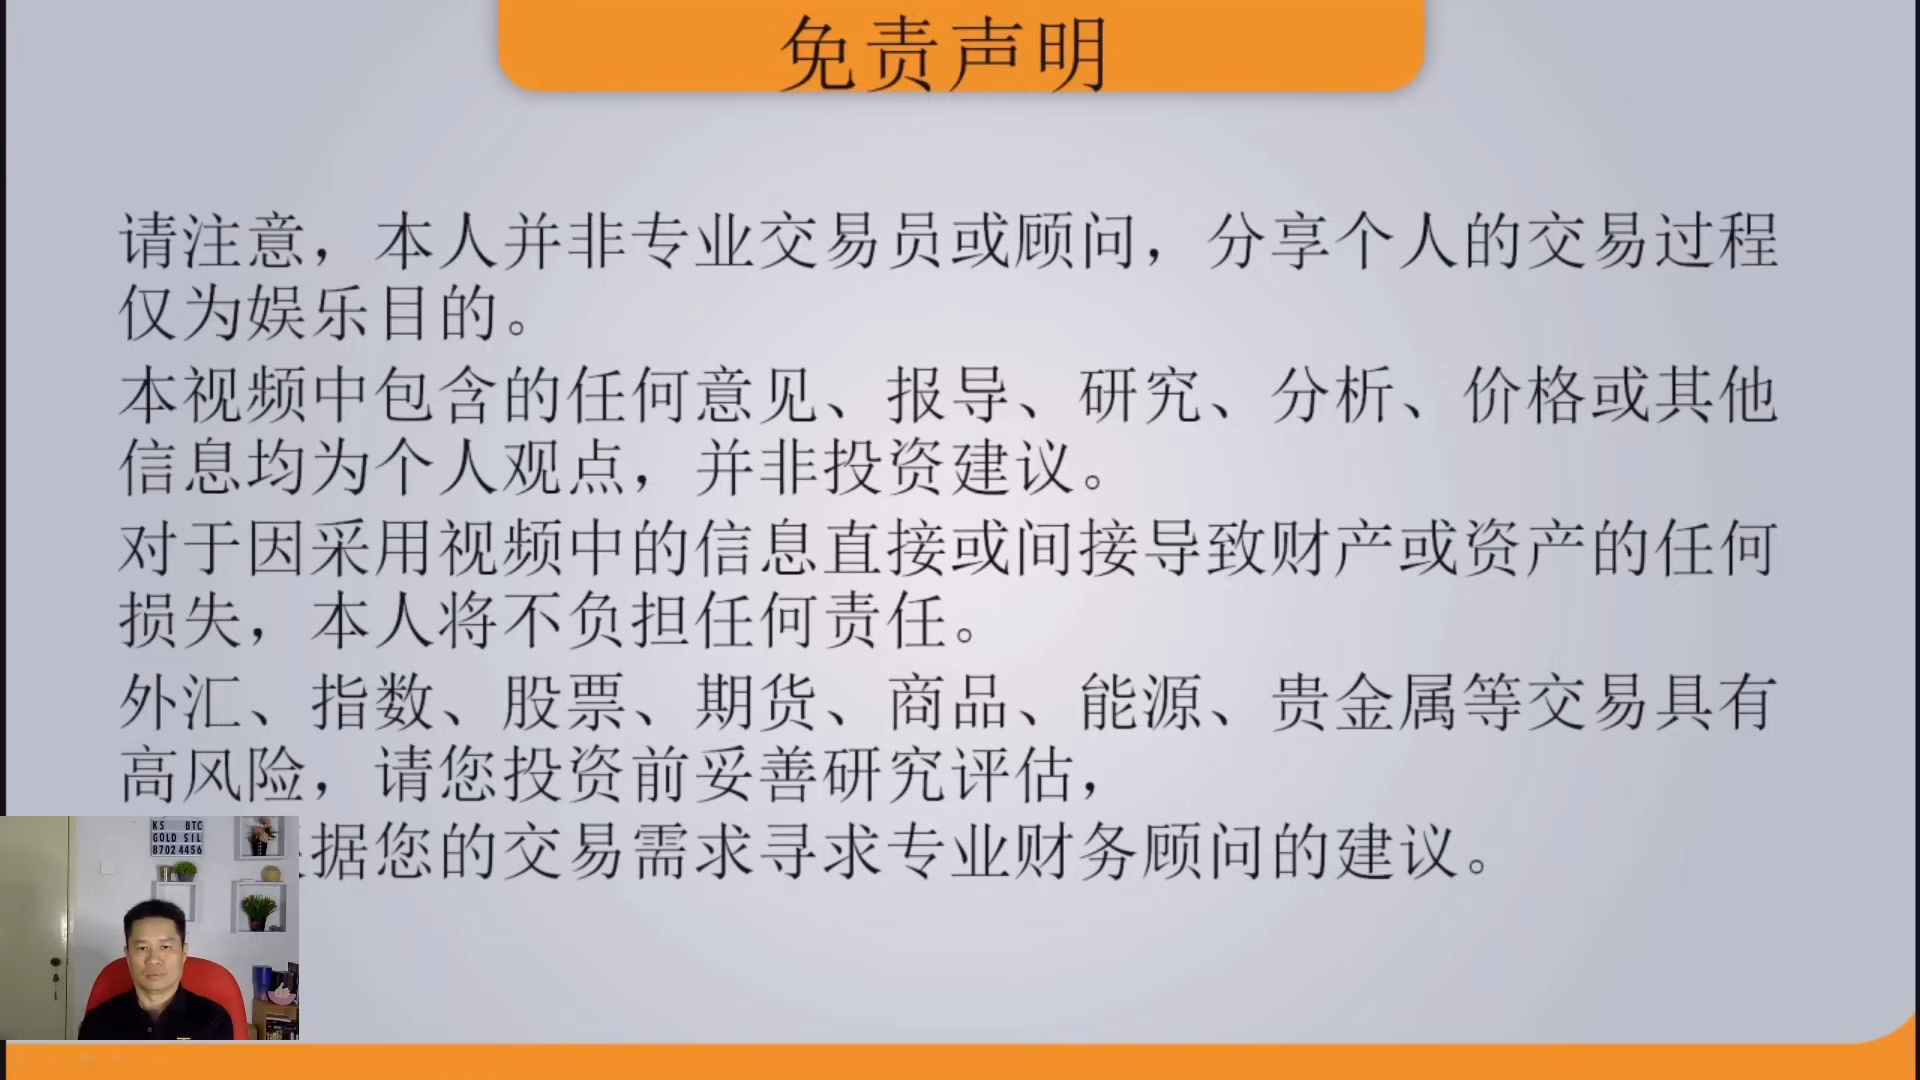 免责声明
请注意，本人并非专业交易员或顾问，分享个人的交易过程
仅为娱乐目的。
本视频中包含的任何意见、报导、研究、分析、价格或其他
信息均为个人观点，并非投资建议。
对于因采用视频中的信息直接或间接导致财产或资产的任何
损失，本人将不负担任何责任。
外汇、指数、股票、期货、商品、能源、贵金属等交易具有
高风险，请您投资前妥善研究评估，
据您的交易需求寻求专业财务顾问的建议。
KS BTC
GOLD SIL
8702 4456